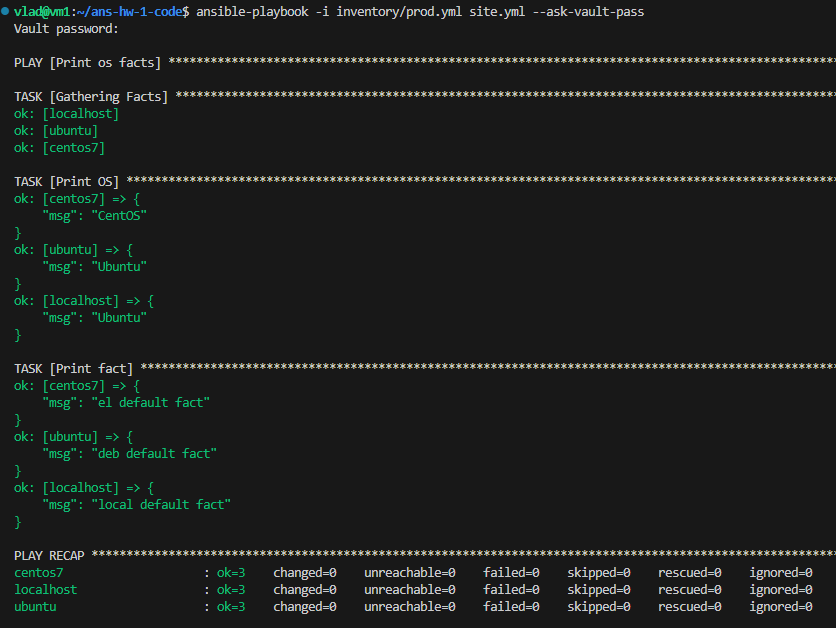 vlad@vm1:~/ans-hw-1-code$ ansible-playbook -i inventory/prod.yml site.yml --ask-vault-pass
Vault password:
PLAY [Print os facts] ************************************************************************************************
TASK [Gathering Facts] ***********************************************************************************************
ok: [localhost]
ok: [ubuntu]
ok: [centos7]
TASK [Print OS] ******************************************************************************************************
ok: [centos7] => {
    "msg": "CentOS"
}
ok: [ubuntu] => {
    "msg": "Ubuntu"
}
ok: [localhost] => {
    "msg": "Ubuntu"
}
TASK [Print fact] ****************************************************************************************************
ok: [centos7] => {
    "msg": "el default fact"
}
ok: [ubuntu] => {
    "msg": "deb default fact"
}
ok: [localhost] => {
    "msg": "local default fact"
}
PLAY RECAP ***********************************************************************************************************
centos7                    : ok=3    changed=0    unreachable=0    failed=0    skipped=0    rescued=0    ignored=0
localhost                  : ok=3    changed=0    unreachable=0    failed=0    skipped=0    rescued=0    ignored=0
ubuntu                     : ok=3    changed=0    unreachable=0    failed=0    skipped=0    rescued=0    ignored=0